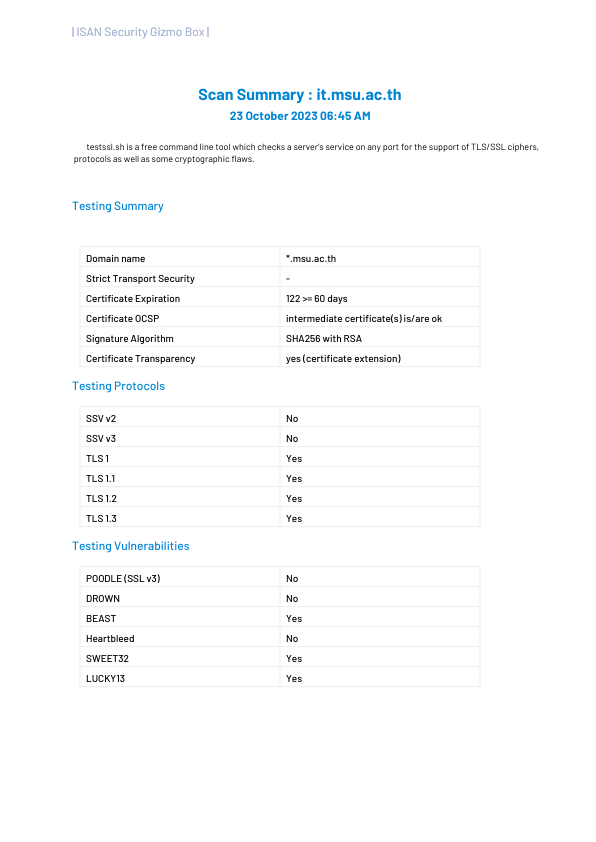 | ISAN Security Gizmo Box |
Scan Summary : it.msu.ac.th
23 October 2023 06:45 AM
testssl.sh is a free command line tool which checks a server's service on any port for the support of TLS/SSL ciphers,
protocols as well as some cryptographic flaws.
Testing Summary
Domain name *.msu.ac.th
Strict Transport Security -
Certificate Expiration 122 >= 60 days
Certificate OCSP intermediate certificate(s) is/are ok
Signature Algorithm SHA256 with RSA
Certificate Transparency yes (certificate extension)
Testing Protocols
SSV v2 No
SSV v3 No
TLS 1 Yes
TLS 1.1 Yes
TLS 1.2 Yes
TLS 1.3 Yes
Testing Vulnerabilities
POODLE (SSL v3) No
DROWN No
BEAST Yes
Heartbleed No
SWEET32 Yes
LUCKY13 Yes